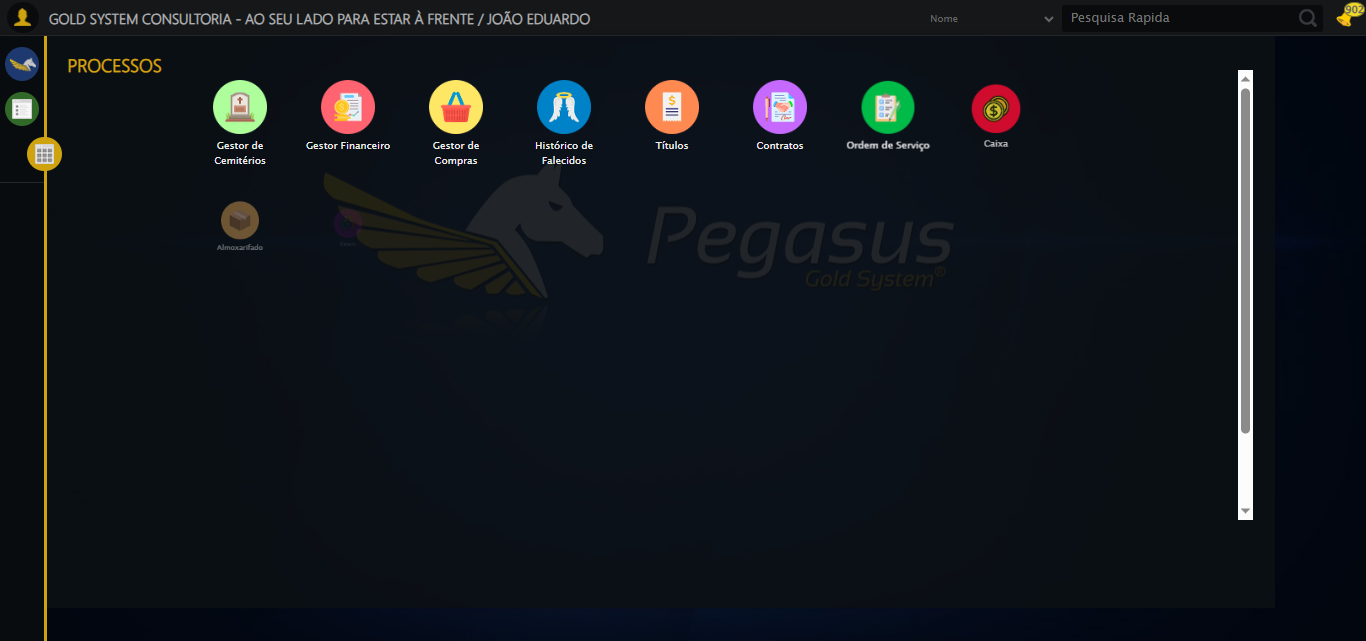 GOLD SYSTEM CONSULTORIA - AO SEU LADO PARA ESTAR À FRENTE / JOÃO EDUARDO
Nome
Pesquisa Rapida
902
PROCESSOS
Gestor de
Cemitérios
Gestor Financeiro
Gestor de
Compras
Histórico de
Falecidos
Títulos
Contratos
Ordem de Serviço
Caixa
Almoxarifado
Pegasus
Gold System®